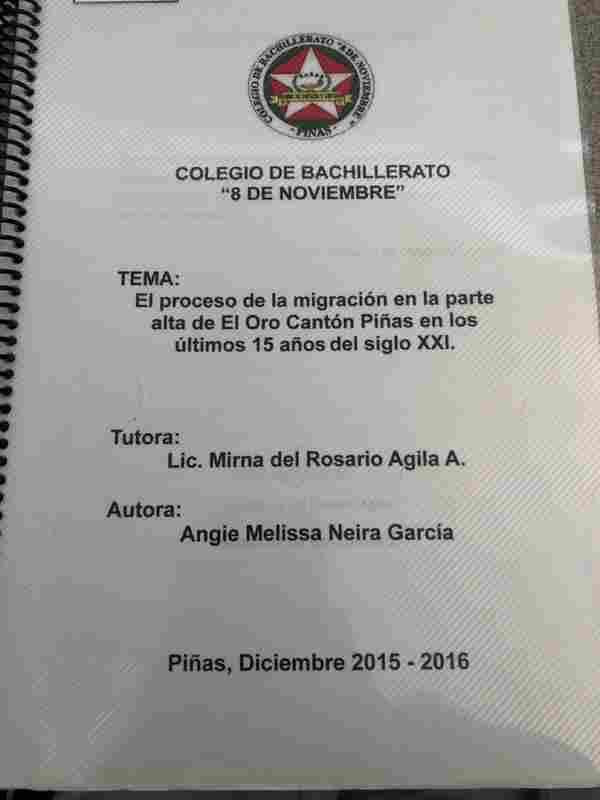 COLEGIO DE BACHILLERATO "8 DE NOVIEMBRE"
- PIÑAS -
COLEGIO DE BACHILLERATO
“8 DE NOVIEMBRE”
TEMA:
El proceso de la migración en la parte
alta de El Oro Cantón Piñas en los
últimos 15 años del siglo XXI.
Tutora:
Lic. Mirna del Rosario Agila A.
Autora:
Angie Melissa Neira García
Piñas, Diciembre 2015 - 2016